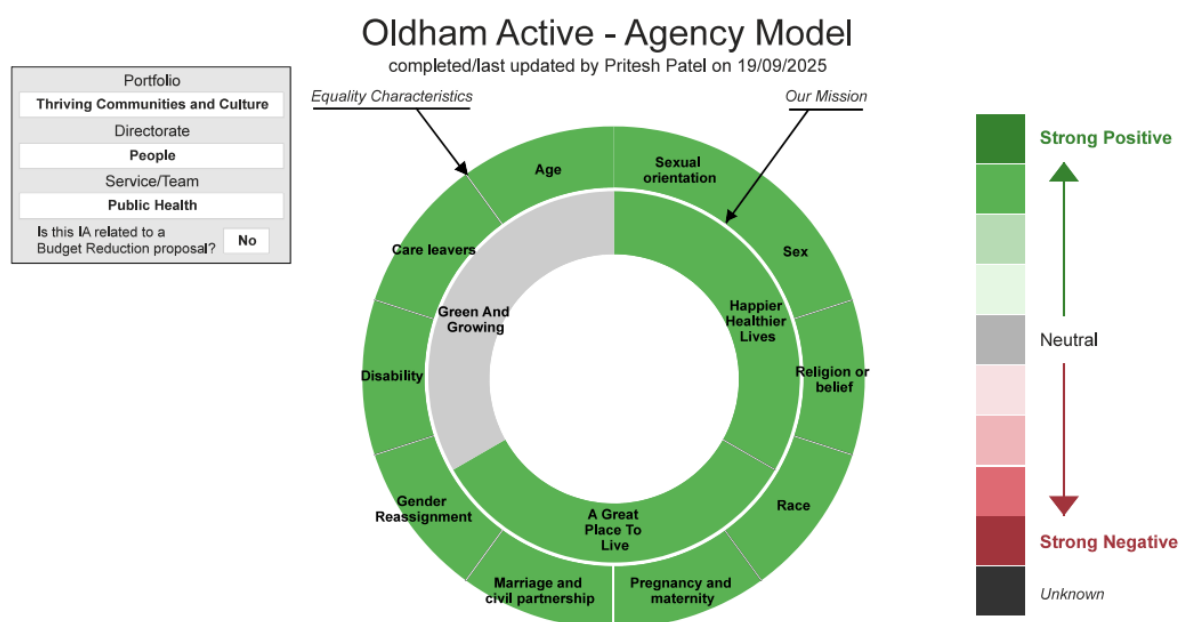 Oldham Active - Agency Model
completed/last updated by Pritesh Patel on 19/09/2025
Portfolio
Thriving Communities and Culture
Directorate
People
Service/Team
Public Health
Is this IA related to a
Budget Reduction proposal?
No
Equality Characteristics
Our Mission
Age
Sexual
orientation
Sex
Religion or
belief
Race
Pregnancy and
maternity
Marriage and
civil partnership
Gender
Reassignment
Disability
Care leavers
Happier
Healthier
Lives
A Great
Place To
Live
Green And
Growing
Strong Positive
Neutral
Strong Negative
Unknown